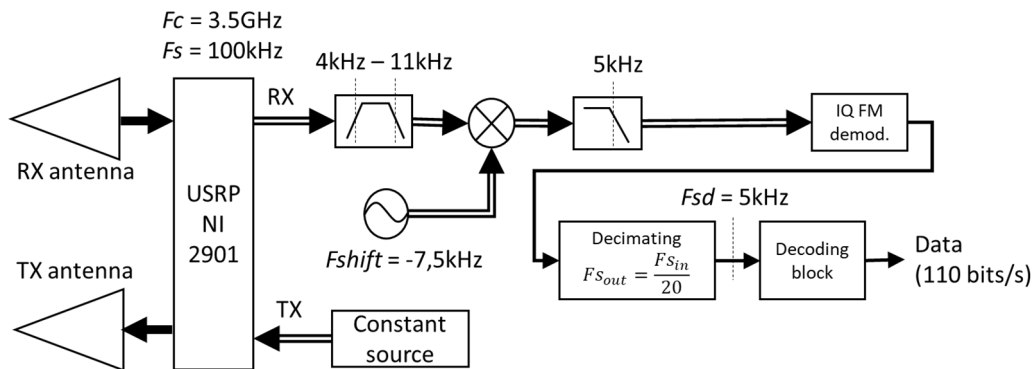 Fc = 3.5GHz
Fs = 100kHz
4kHz – 11kHz
5kHz
RX
IQ FM
demod.
RX antenna
USRP
NI
2901
Fshift = -7,5kHz
Fsd = 5kHz
Decimating
Fs_out = Fs_in / 20
Decoding
block
Data
(110 bits/s)
TX antenna
TX
Constant
source